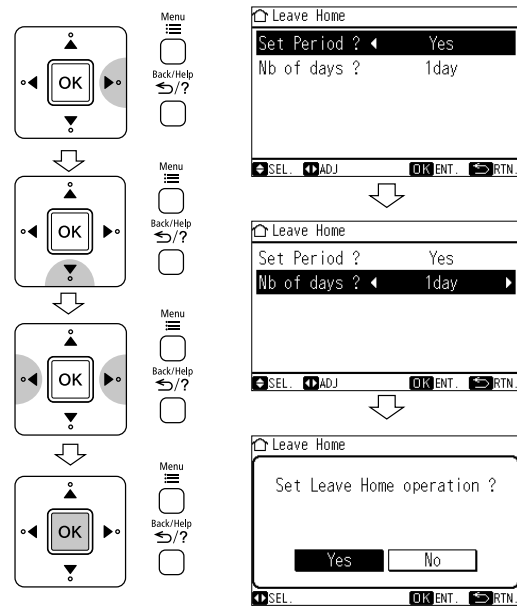 Menu
OK
Back/Help
/?
Menu
OK
Back/Help
/?
Menu
OK
Back/Help
/?
Menu
OK
Back/Help
/?
Leave Home
Set Period ? Yes
Nb of days ? 1day
SEL. ADJ OK ENT. RTN.
Leave Home
Set Period ? Yes
Nb of days ? 1day
SEL. ADJ OK ENT. RTN.
Leave Home
Set Leave Home operation ?
Yes No
SEL. OK ENT. RTN.